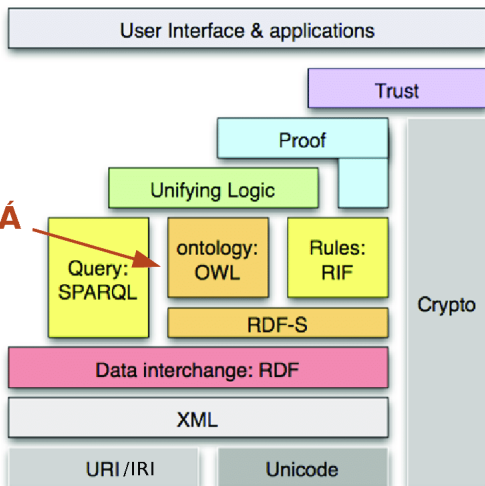 User Interface & applications
Trust
Proof
Unifying Logic
Á
Query:
SPARQL
ontology:
OWL
Rules:
RIF
Crypto
RDF-S
Data interchange: RDF
XML
URI/IRI
Unicode